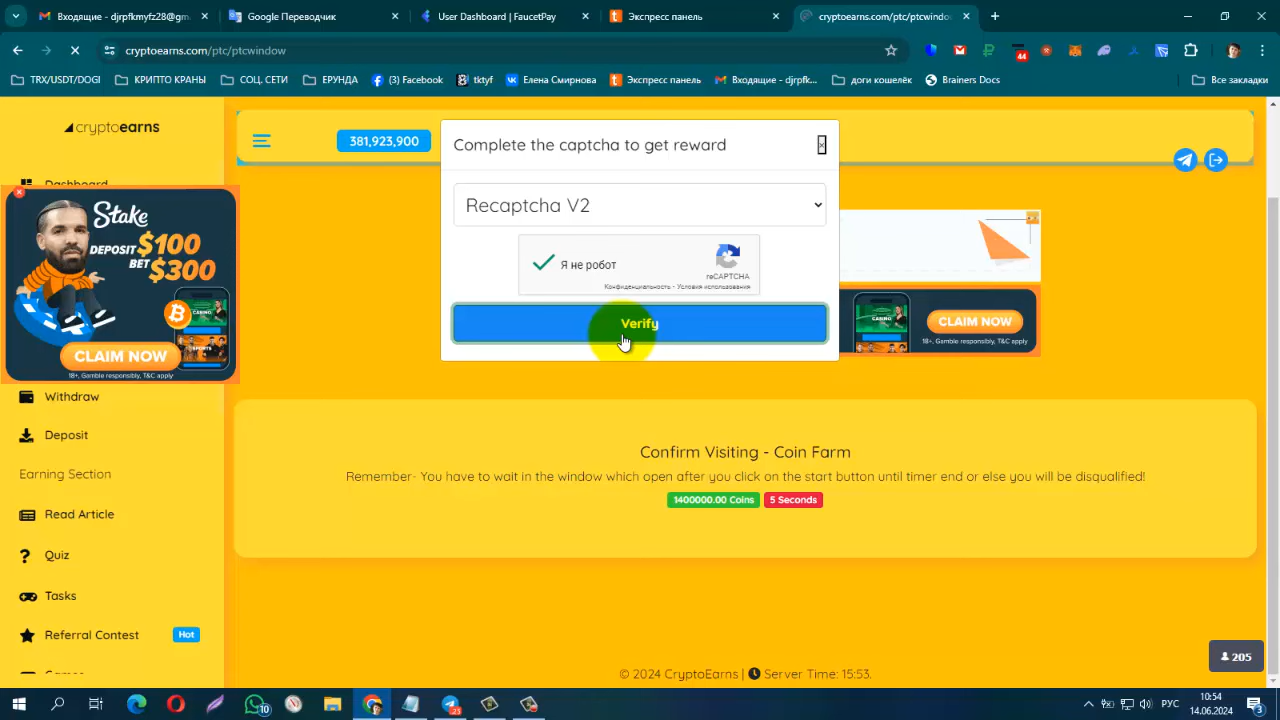 Входящие - djrpfkmyfz28@gm
Google Переводчик
User Dashboard | FaucetPay
Экспресс панель
cryptoearns.com/ptc/ptcwindow
cryptoearns.com/ptc/ptcwindow
44
TRX/USDT/DOGI
КРИПТО КРАНЫ
СОЦ. СЕТИ
ЕРУНДА
(3) Facebook
tktyf
Елена Смирнова
Экспресс панель
Входящие - djrpfk...
доги кошелёк
Brainers Docs
Все закладки
cryptoearns
381,923,900
Dashboard
Stake
DEPOSIT $100
BET $300
CLAIM NOW
18+, Gamble responsibly, T&C apply
Withdraw
Deposit
Earning Section
Read Article
Quiz
Tasks
Referral Contest
Hot
Games
Complete the captcha to get reward
Recaptcha V2
Я не робот
reCAPTCHA
Конфиденциальность - Условия использования
Verify
CLAIM NOW
18+, Gamble responsibly, T&C apply
Confirm Visiting - Coin Farm
Remember- You have to wait in the window which open after you click on the start button until timer end or else you will be disqualified!
1400000.00 Coins
5 Seconds
205
© 2024 CryptoEarns | Server Time: 15:53.
10
23
РУС
10:54
14.06.2024
3